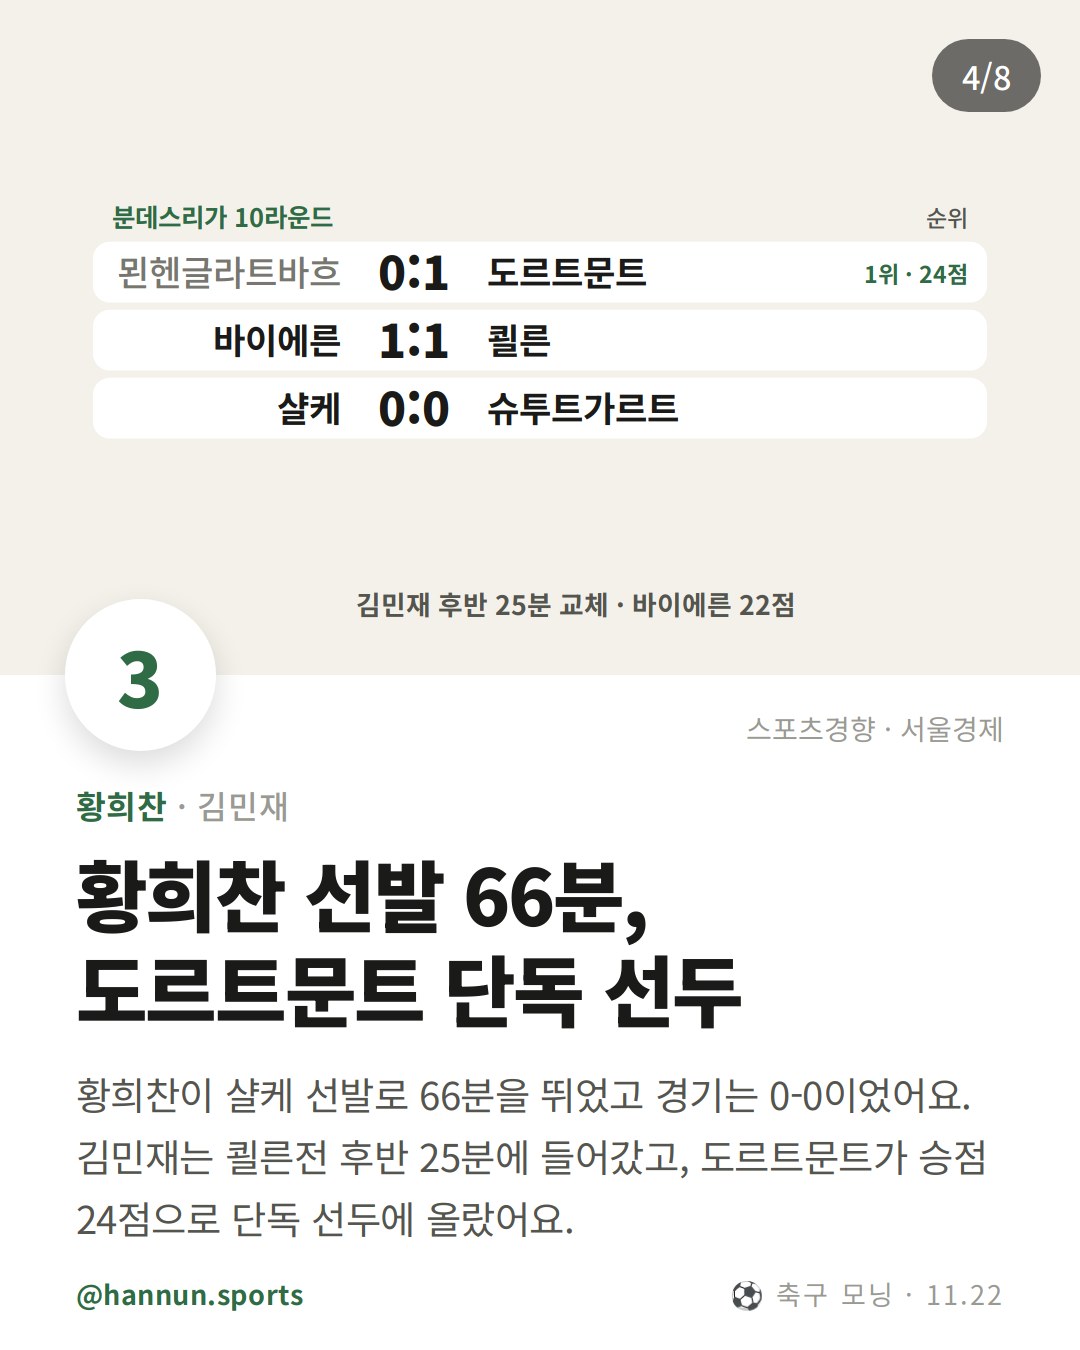 4/8
분데스리가 10라운드 순위
묀헨글라트바흐 0:1 도르트문트 1위 · 24점
바이에른 1:1 쾰른
샬케 0:0 슈투트가르트
김민재 후반 25분 교체 · 바이에른 22점
3
스포츠경향 · 서울경제
황희찬 · 김민재
황희찬 선발 66분,
도르트문트 단독 선두
황희찬이 샬케 선발로 66분을 뛰었고 경기는 0-0이었어요.
김민재는 쾰른전 후반 25분에 들어갔고, 도르트문트가 승점
24점으로 단독 선두에 올랐어요.
@hannun.sports ⚽ 축구 모닝 · 11.22